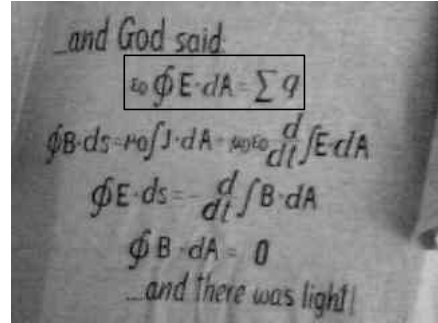 ...and God said:
ε0 ∮E·dA = ∑q
∮B·ds=μ0∫J·dA+μ0ε0 d/dt ∫E·dA
∮E·ds=-d/dt ∫B·dA
∮B·dA = 0
...and there was light!